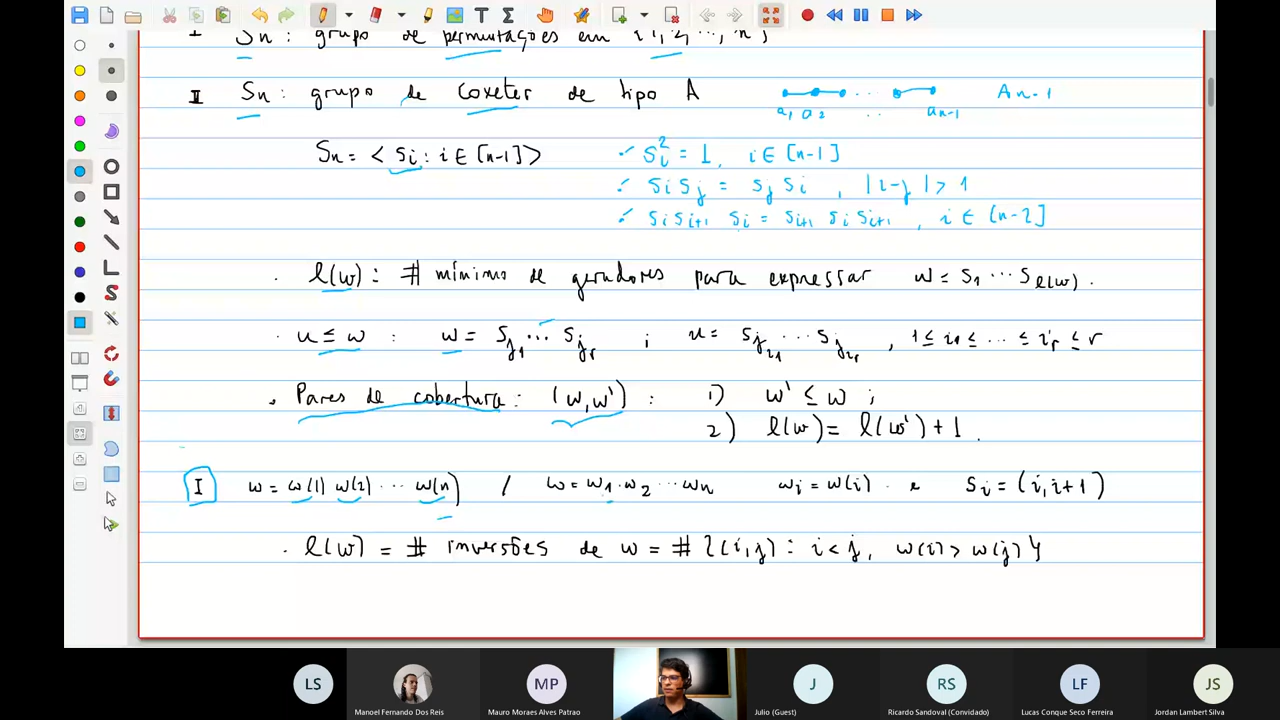 I Sn : grupo de permutações em {1, 2, ..., n}
II Sn : grupo de Coxeter de tipo A
a1 a2 ... an-1 An-1
Sn = < si : i ∈ [n-1] >
✓ si² = 1, i ∈ [n-1]
✓ si sj = sj si , |i-j| > 1
✓ si si+1 si = si+1 si si+1 , i ∈ [n-2]
· l(w) : # mínimo de geradores para expressar w = s1 ··· sl(w).
· u ≤ w : w = sj1 ··· sjr ; u = sji1 ··· sjir , 1 ≤ i1 ≤ ··· ≤ ir ≤ r
· Pares de cobertura : (w, w') : 1) w' ≤ w ;
2) l(w) = l(w') + 1 .
I w = w(1) w(2) ··· w(n) / w = w1 · w2 ··· wn wi = w(i) e si = (i, i+1)
· l(w) = # inversões de w = # {(i,j) : i < j, w(i) > w(j)}
LS
MP
J
RS
LF
JS
Manoel Fernando Dos Reis
Mauro Moraes Alves Patrao
Julio (Guest)
Ricardo Sandoval (Convidado)
Lucas Conque Seco Ferreira
Jordan Lambert Silva